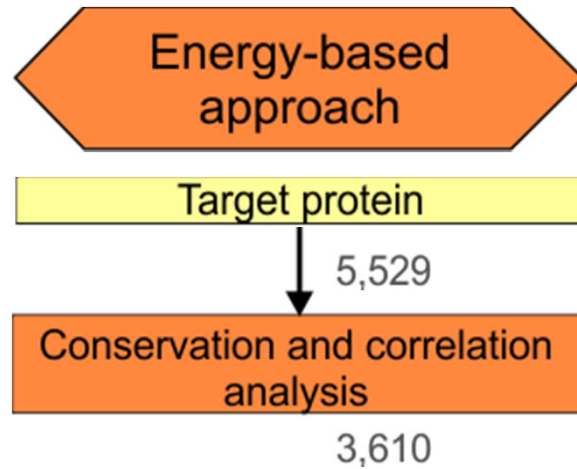 Energy-based
approach
Target protein
5,529
Conservation and correlation
analysis
3,610